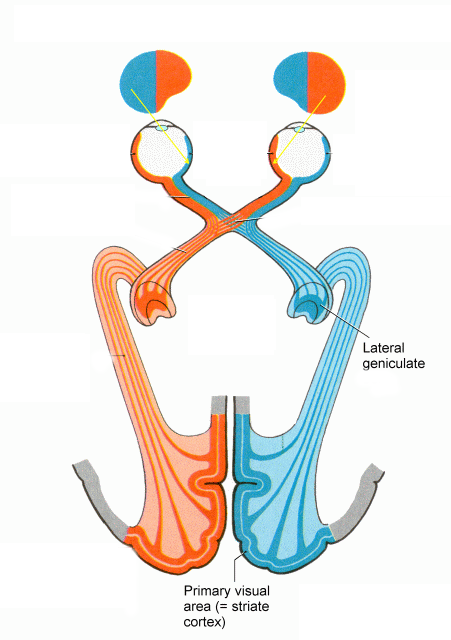 Lateral
geniculate
Primary visual
area (= striate
cortex)